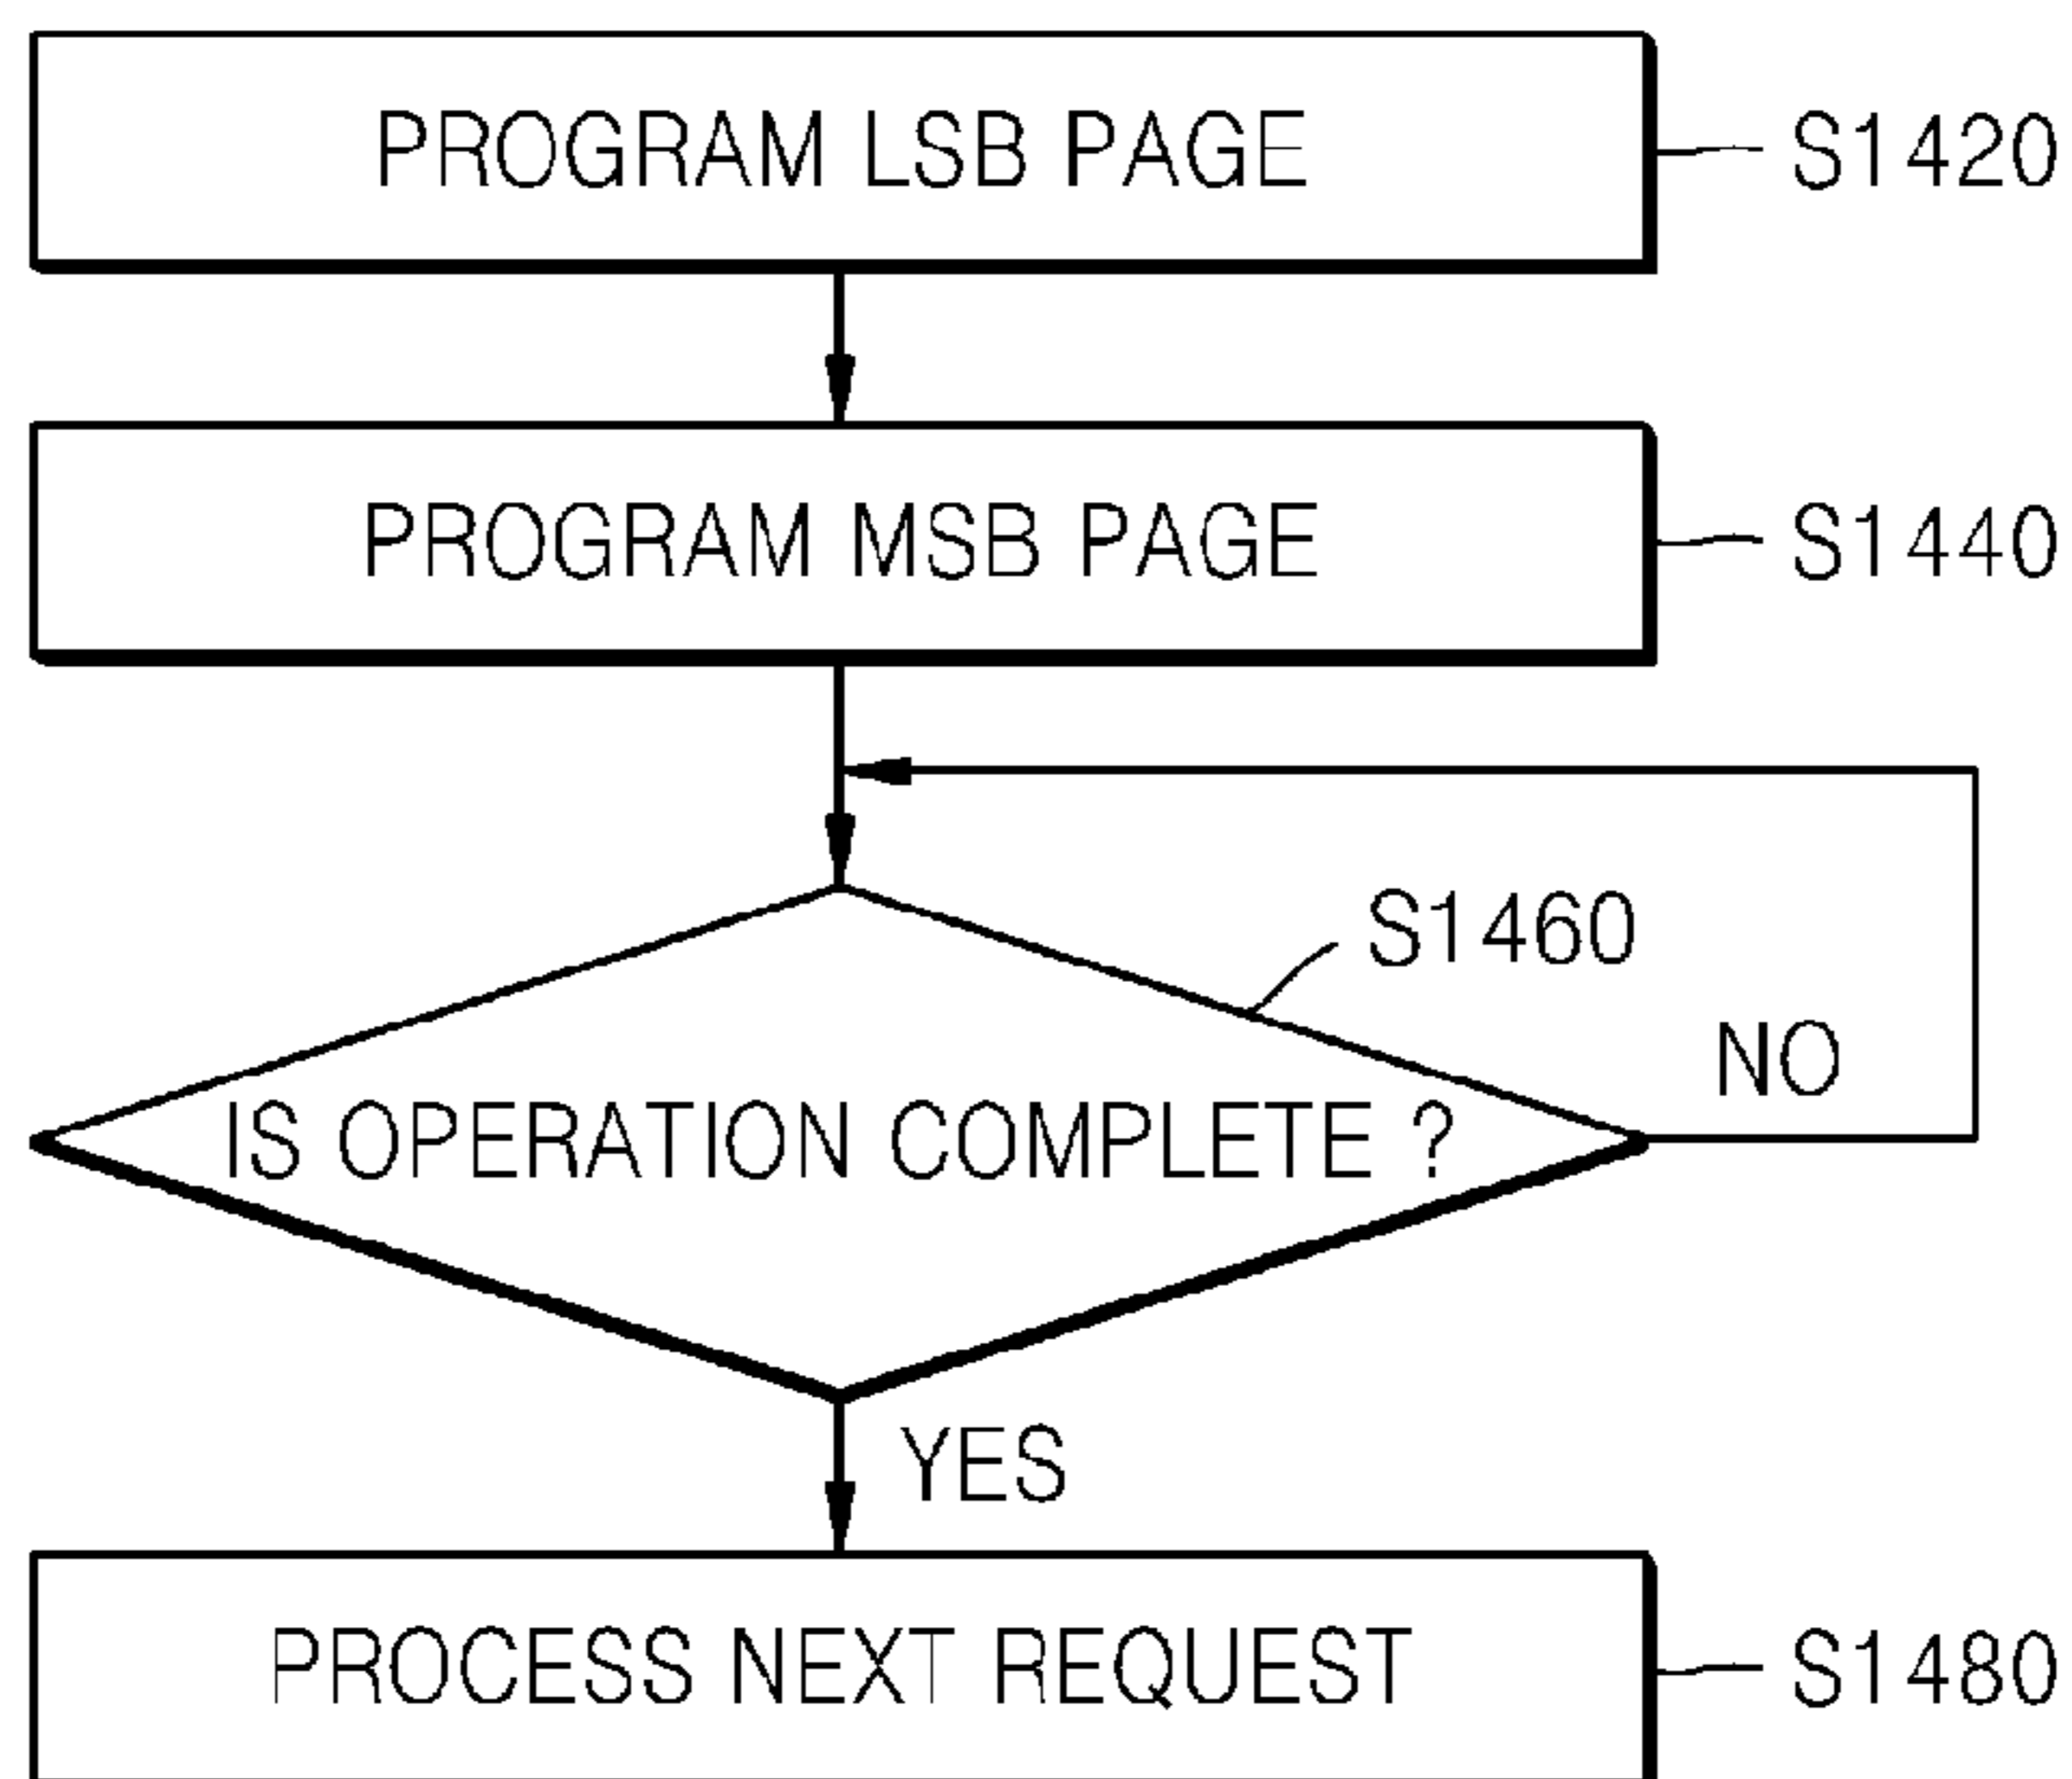 PROGRAM LSB PAGE
S1420
PROGRAM MSB PAGE
S1440
S1460
NO
IS OPERATION COMPLETE ?
YES
PROCESS NEXT REQUEST
S1480